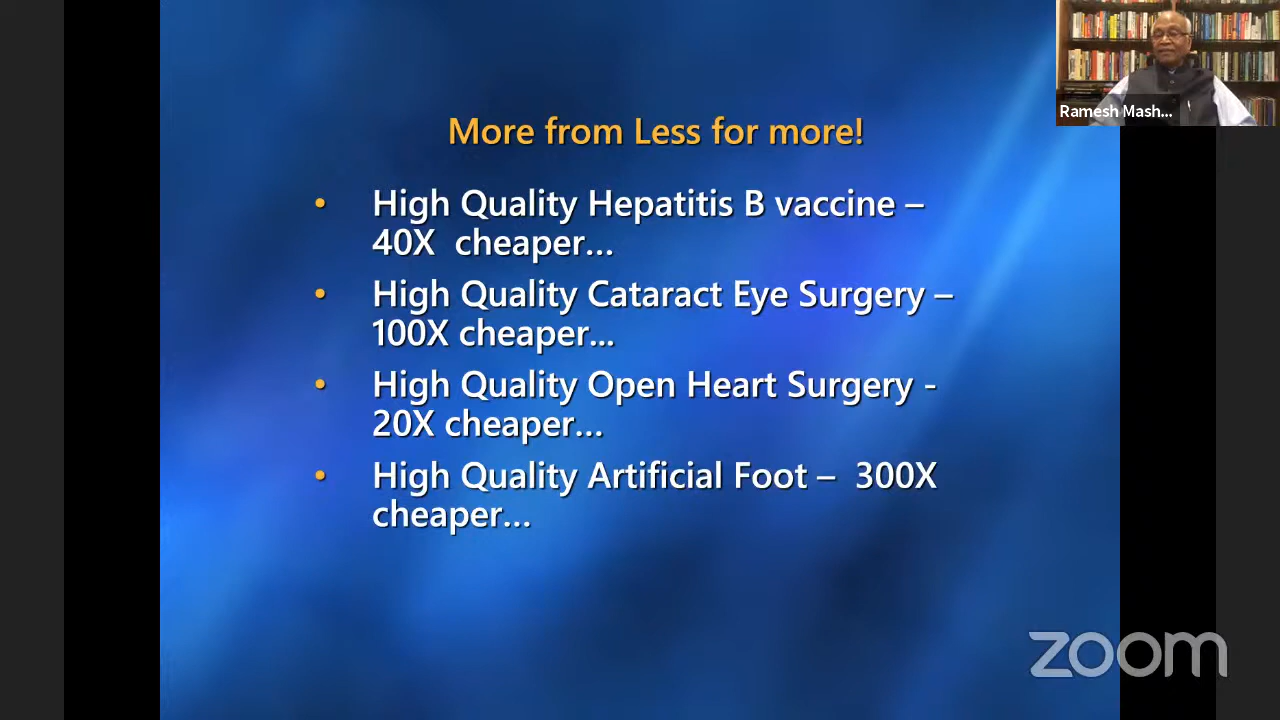 More from Less for more!
• High Quality Hepatitis B vaccine –
40X cheaper...
• High Quality Cataract Eye Surgery –
100X cheaper...
• High Quality Open Heart Surgery -
20X cheaper...
• High Quality Artificial Foot – 300X
cheaper...
Ramesh Mash...
zoom